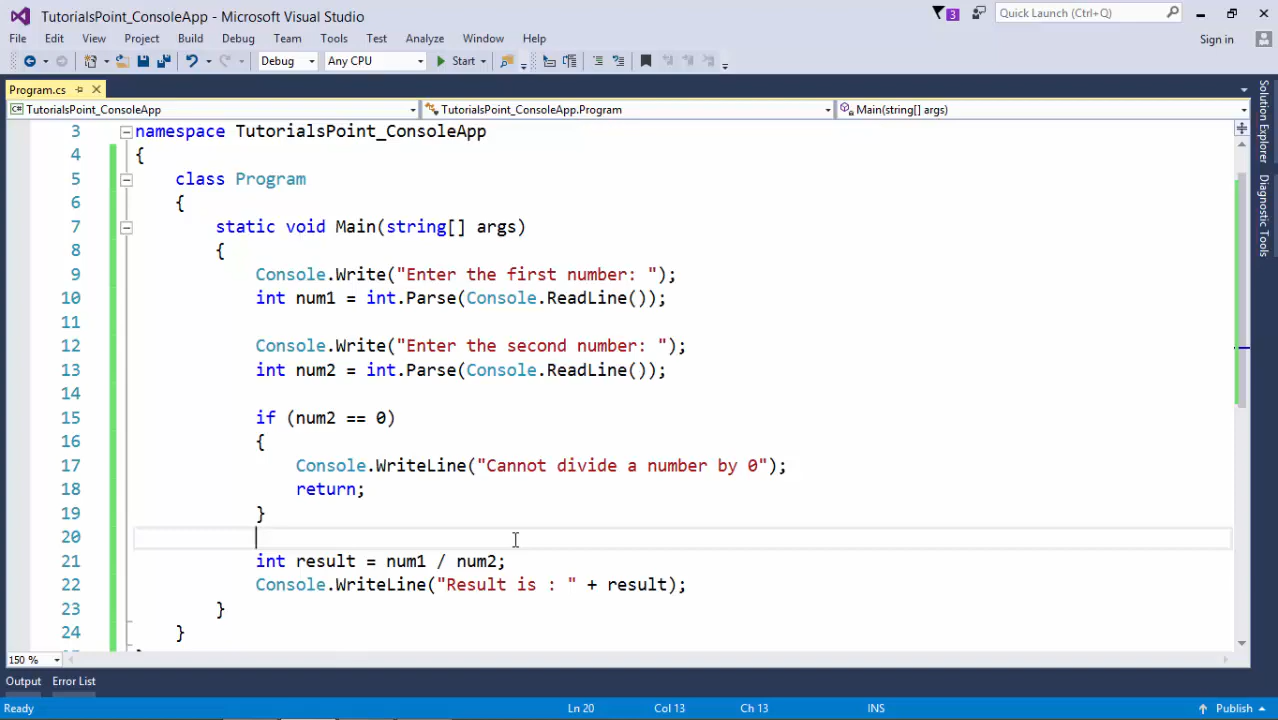 TutorialsPoint_ConsoleApp - Microsoft Visual Studio
3
Quick Launch (Ctrl+Q)
File Edit View Project Build Debug Team Tools Test Analyze Window Help
Sign in
Debug Any CPU Start
Program.cs
TutorialsPoint_ConsoleApp TutorialsPoint_ConsoleApp.Program Main(string[] args)
3 namespace TutorialsPoint_ConsoleApp
4 {
5 class Program
6 {
7 static void Main(string[] args)
8 {
9 Console.Write("Enter the first number: ");
10 int num1 = int.Parse(Console.ReadLine());
11
12 Console.Write("Enter the second number: ");
13 int num2 = int.Parse(Console.ReadLine());
14
15 if (num2 == 0)
16 {
17 Console.WriteLine("Cannot divide a number by 0");
18 return;
19 }
20
21 int result = num1 / num2;
22 Console.WriteLine("Result is : " + result);
23 }
24 }
150 %
Solution Explorer
Diagnostic Tools
Output Error List
Ready Ln 20 Col 13 Ch 13 INS Publish